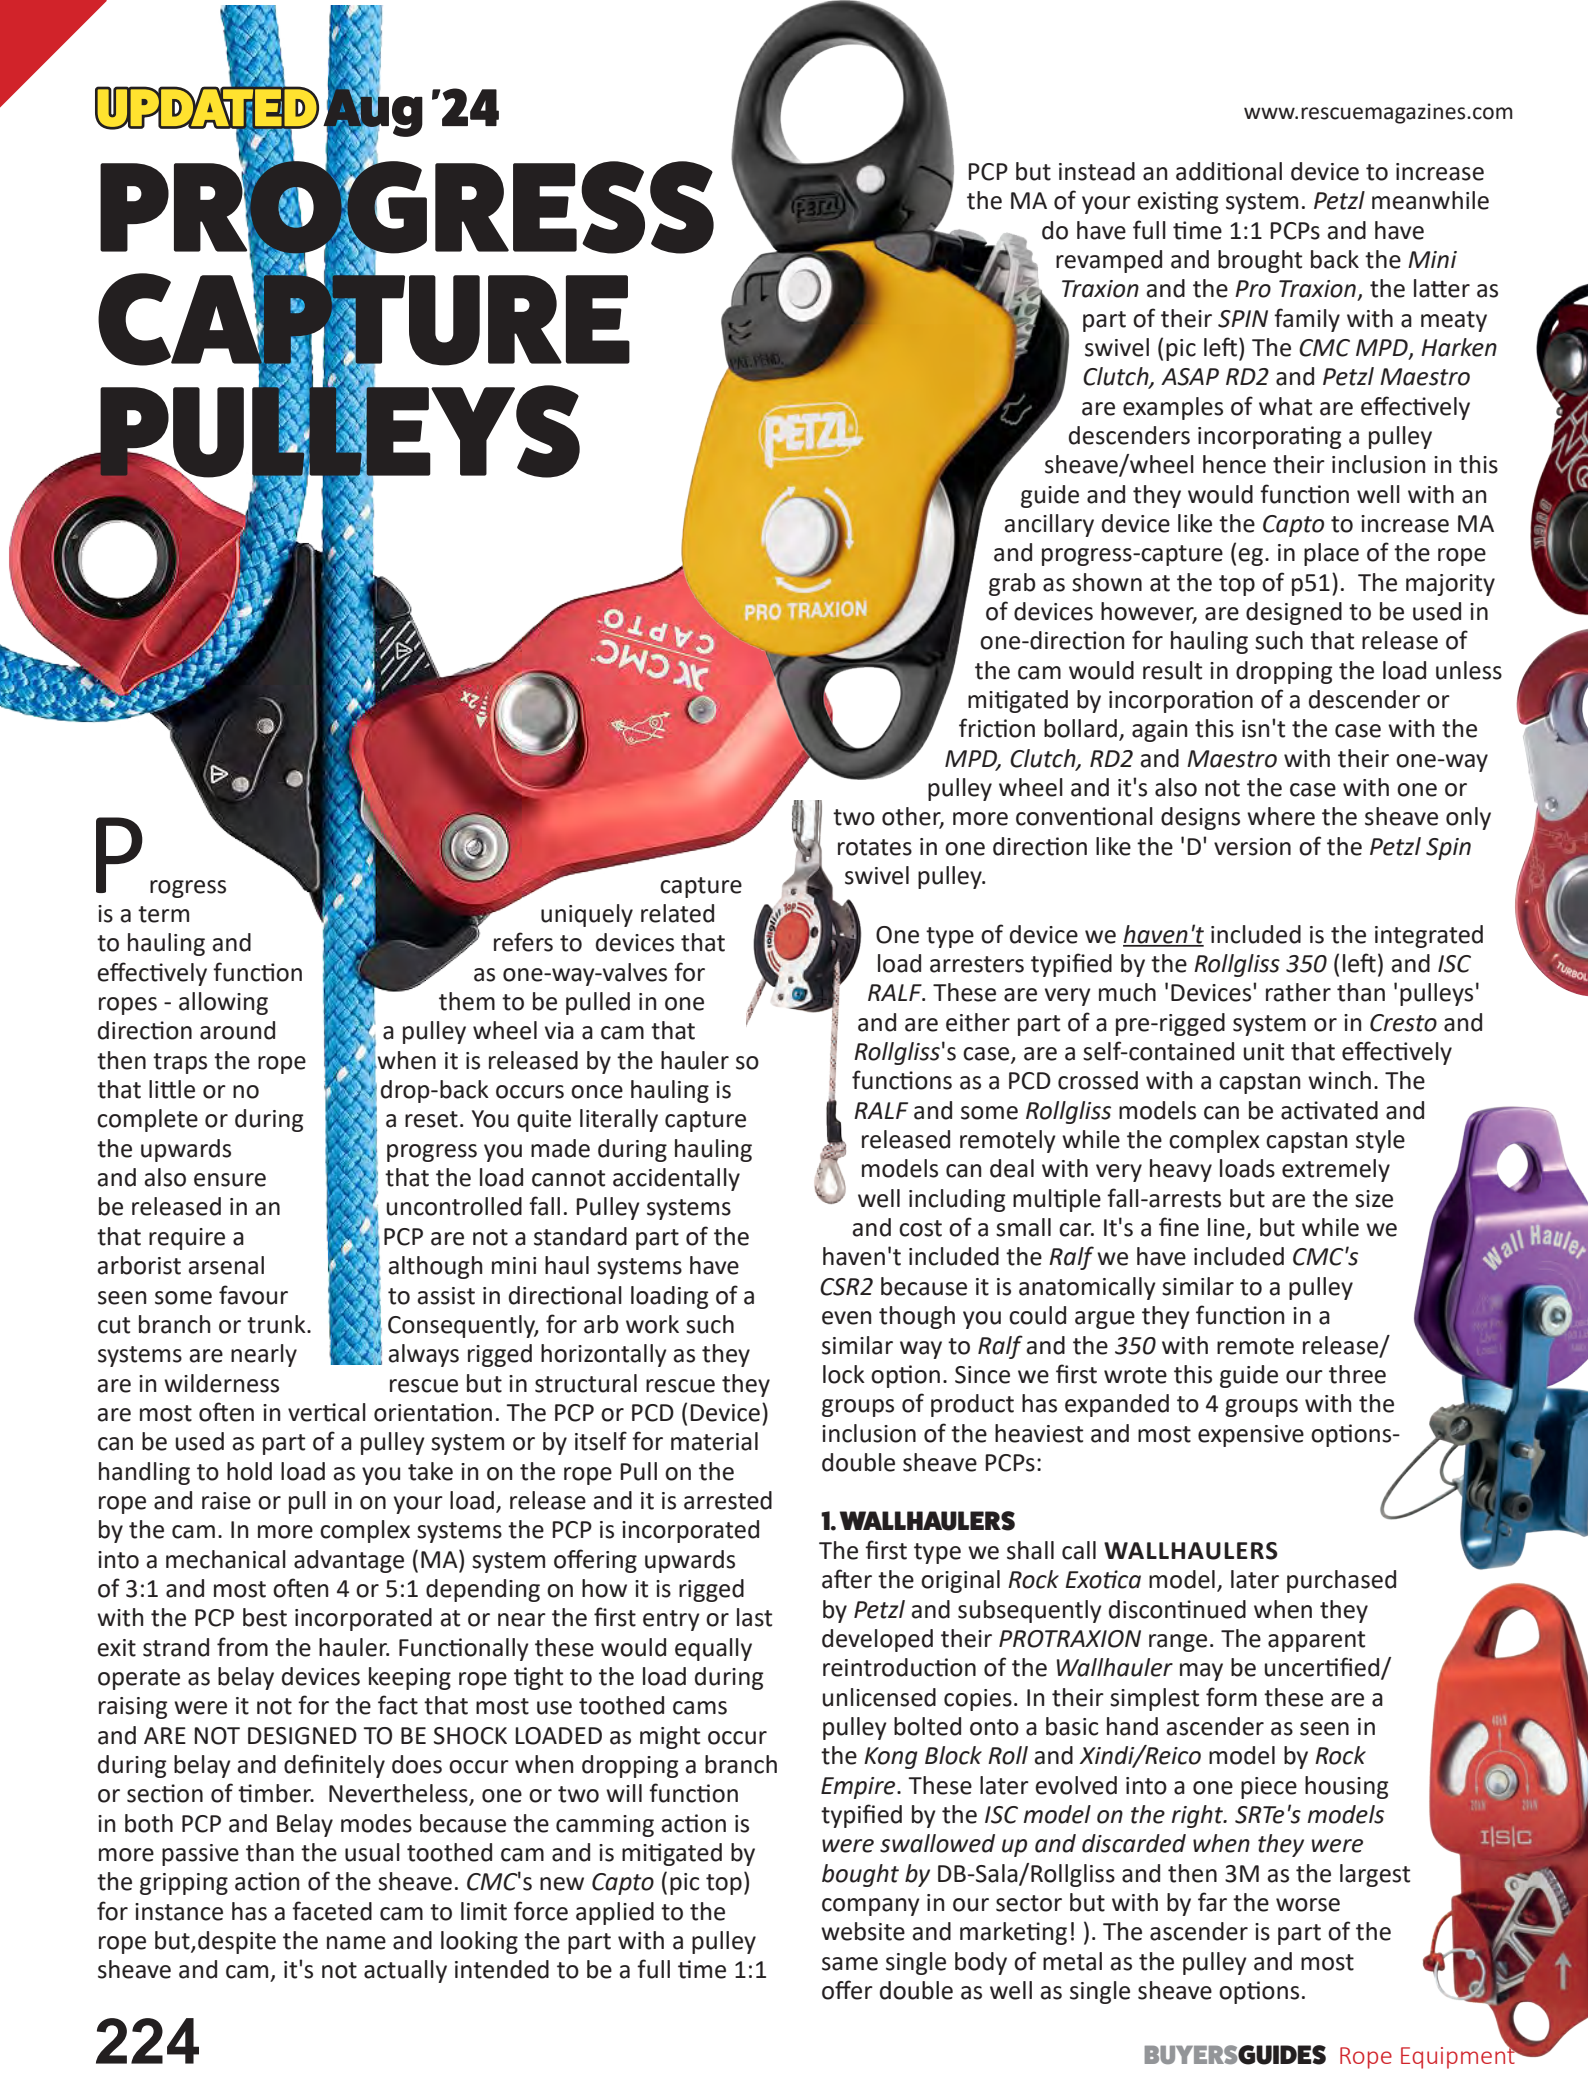 UPDATED Aug '24
www.rescuemagazines.com
PROGRESS
CAPTURE
PULLEYS
PETZL
PAT. PEND.
PETZL
PRO TRAXION
CMC
CAPTO
2x
Progress capture
is a term uniquely related
to hauling and refers to devices that
effectively function as one-way-valves for
ropes - allowing them to be pulled in one
direction around a pulley wheel via a cam that
then traps the rope when it is released by the hauler so
that little or no drop-back occurs once hauling is
complete or during a reset. You quite literally capture
the upwards progress you made during hauling
and also ensure that the load cannot accidentally
be released in an uncontrolled fall. Pulley systems
that require a PCP are not a standard part of the
arborist arsenal although mini haul systems have
seen some favour to assist in directional loading of a
cut branch or trunk. Consequently, for arb work such
systems are nearly always rigged horizontally as they
are in wilderness rescue but in structural rescue they
are most often in vertical orientation. The PCP or PCD (Device)
can be used as part of a pulley system or by itself for material
handling to hold load as you take in on the rope Pull on the
rope and raise or pull in on your load, release and it is arrested
by the cam. In more complex systems the PCP is incorporated
into a mechanical advantage (MA) system offering upwards
of 3:1 and most often 4 or 5:1 depending on how it is rigged
with the PCP best incorporated at or near the first entry or last
exit strand from the hauler. Functionally these would equally
operate as belay devices keeping rope tight to the load during
raising were it not for the fact that most use toothed cams
and ARE NOT DESIGNED TO BE SHOCK LOADED as might occur
during belay and definitely does occur when dropping a branch
or section of timber. Nevertheless, one or two will function
in both PCP and Belay modes because the camming action is
more passive than the usual toothed cam and is mitigated by
the gripping action of the sheave. CMC's new Capto (pic top)
for instance has a faceted cam to limit force applied to the
rope but,despite the name and looking the part with a pulley
sheave and cam, it's not actually intended to be a full time 1:1
PCP but instead an additional device to increase
the MA of your existing system. Petzl meanwhile
do have full time 1:1 PCPs and have
revamped and brought back the Mini
Traxion and the Pro Traxion, the latter as
part of their SPIN family with a meaty
swivel (pic left) The CMC MPD, Harken
Clutch, ASAP RD2 and Petzl Maestro
are examples of what are effectively
descenders incorporating a pulley
sheave/wheel hence their inclusion in this
guide and they would function well with an
ancillary device like the Capto to increase MA
and progress-capture (eg. in place of the rope
grab as shown at the top of p51). The majority
of devices however, are designed to be used in
one-direction for hauling such that release of
the cam would result in dropping the load unless
mitigated by incorporation of a descender or
friction bollard, again this isn't the case with the
MPD, Clutch, RD2 and Maestro with their one-way
pulley wheel and it's also not the case with one or
two other, more conventional designs where the sheave only
rotates in one direction like the 'D' version of the Petzl Spin
swivel pulley.
rollgliss Top
One type of device we haven't included is the integrated
load arresters typified by the Rollgliss 350 (left) and ISC
RALF. These are very much 'Devices' rather than 'pulleys'
and are either part of a pre-rigged system or in Cresto and
Rollgliss's case, are a self-contained unit that effectively
functions as a PCD crossed with a capstan winch. The
RALF and some Rollgliss models can be activated and
released remotely while the complex capstan style
models can deal with very heavy loads extremely
well including multiple fall-arrests but are the size
and cost of a small car. It's a fine line, but while we
haven't included the Ralf we have included CMC's
CSR2 because it is anatomically similar to a pulley
even though you could argue they function in a
similar way to Ralf and the 350 with remote release/
lock option. Since we first wrote this guide our three
groups of product has expanded to 4 groups with the
inclusion of the heaviest and most expensive options-
double sheave PCPs:
1. WALLHAULERS
The first type we shall call WALLHAULERS
after the original Rock Exotica model, later purchased
by Petzl and subsequently discontinued when they
developed their PROTRAXION range. The apparent
reintroduction of the Wallhauler may be uncertified/
unlicensed copies. In their simplest form these are a
pulley bolted onto a basic hand ascender as seen in
the Kong Block Roll and Xindi/Reico model by Rock
Empire. These later evolved into a one piece housing
typified by the ISC model on the right. SRTe's models
were swallowed up and discarded when they were
bought by DB-Sala/Rollgliss and then 3M as the largest
company in our sector but with by far the worse
website and marketing! ). The ascender is part of the
same single body of metal as the pulley and most
offer double as well as single sheave options.
TURBOL
Wall Hauler
ISC
224
BUYERSGUIDES Rope Equipment